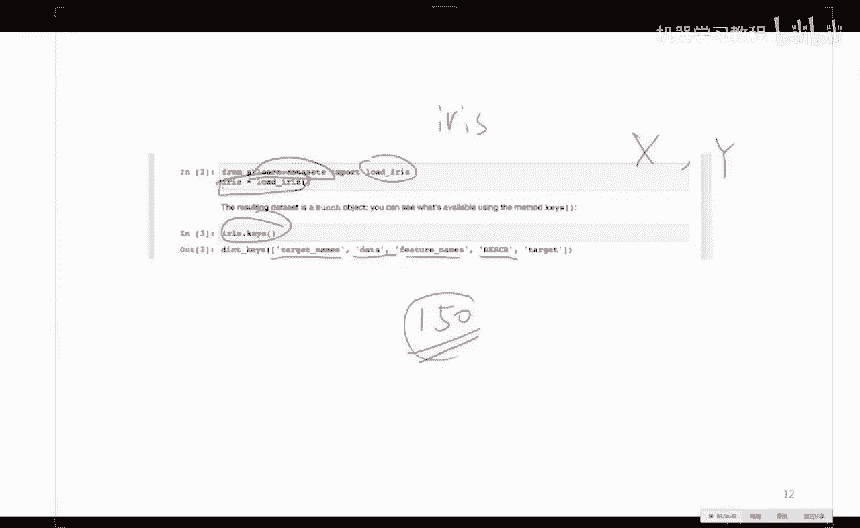 机器学习教程
iris
X , Y
In [2]: from sklearn.datasets import load_iris
iris = load_iris()
The resulting dataset is a Bunch object: you can see what's available using the method keys():
In [3]: iris.keys()
Out[3]: dict_keys(['target_names', 'data', 'feature_names', 'DESCR', 'target'])
150
12